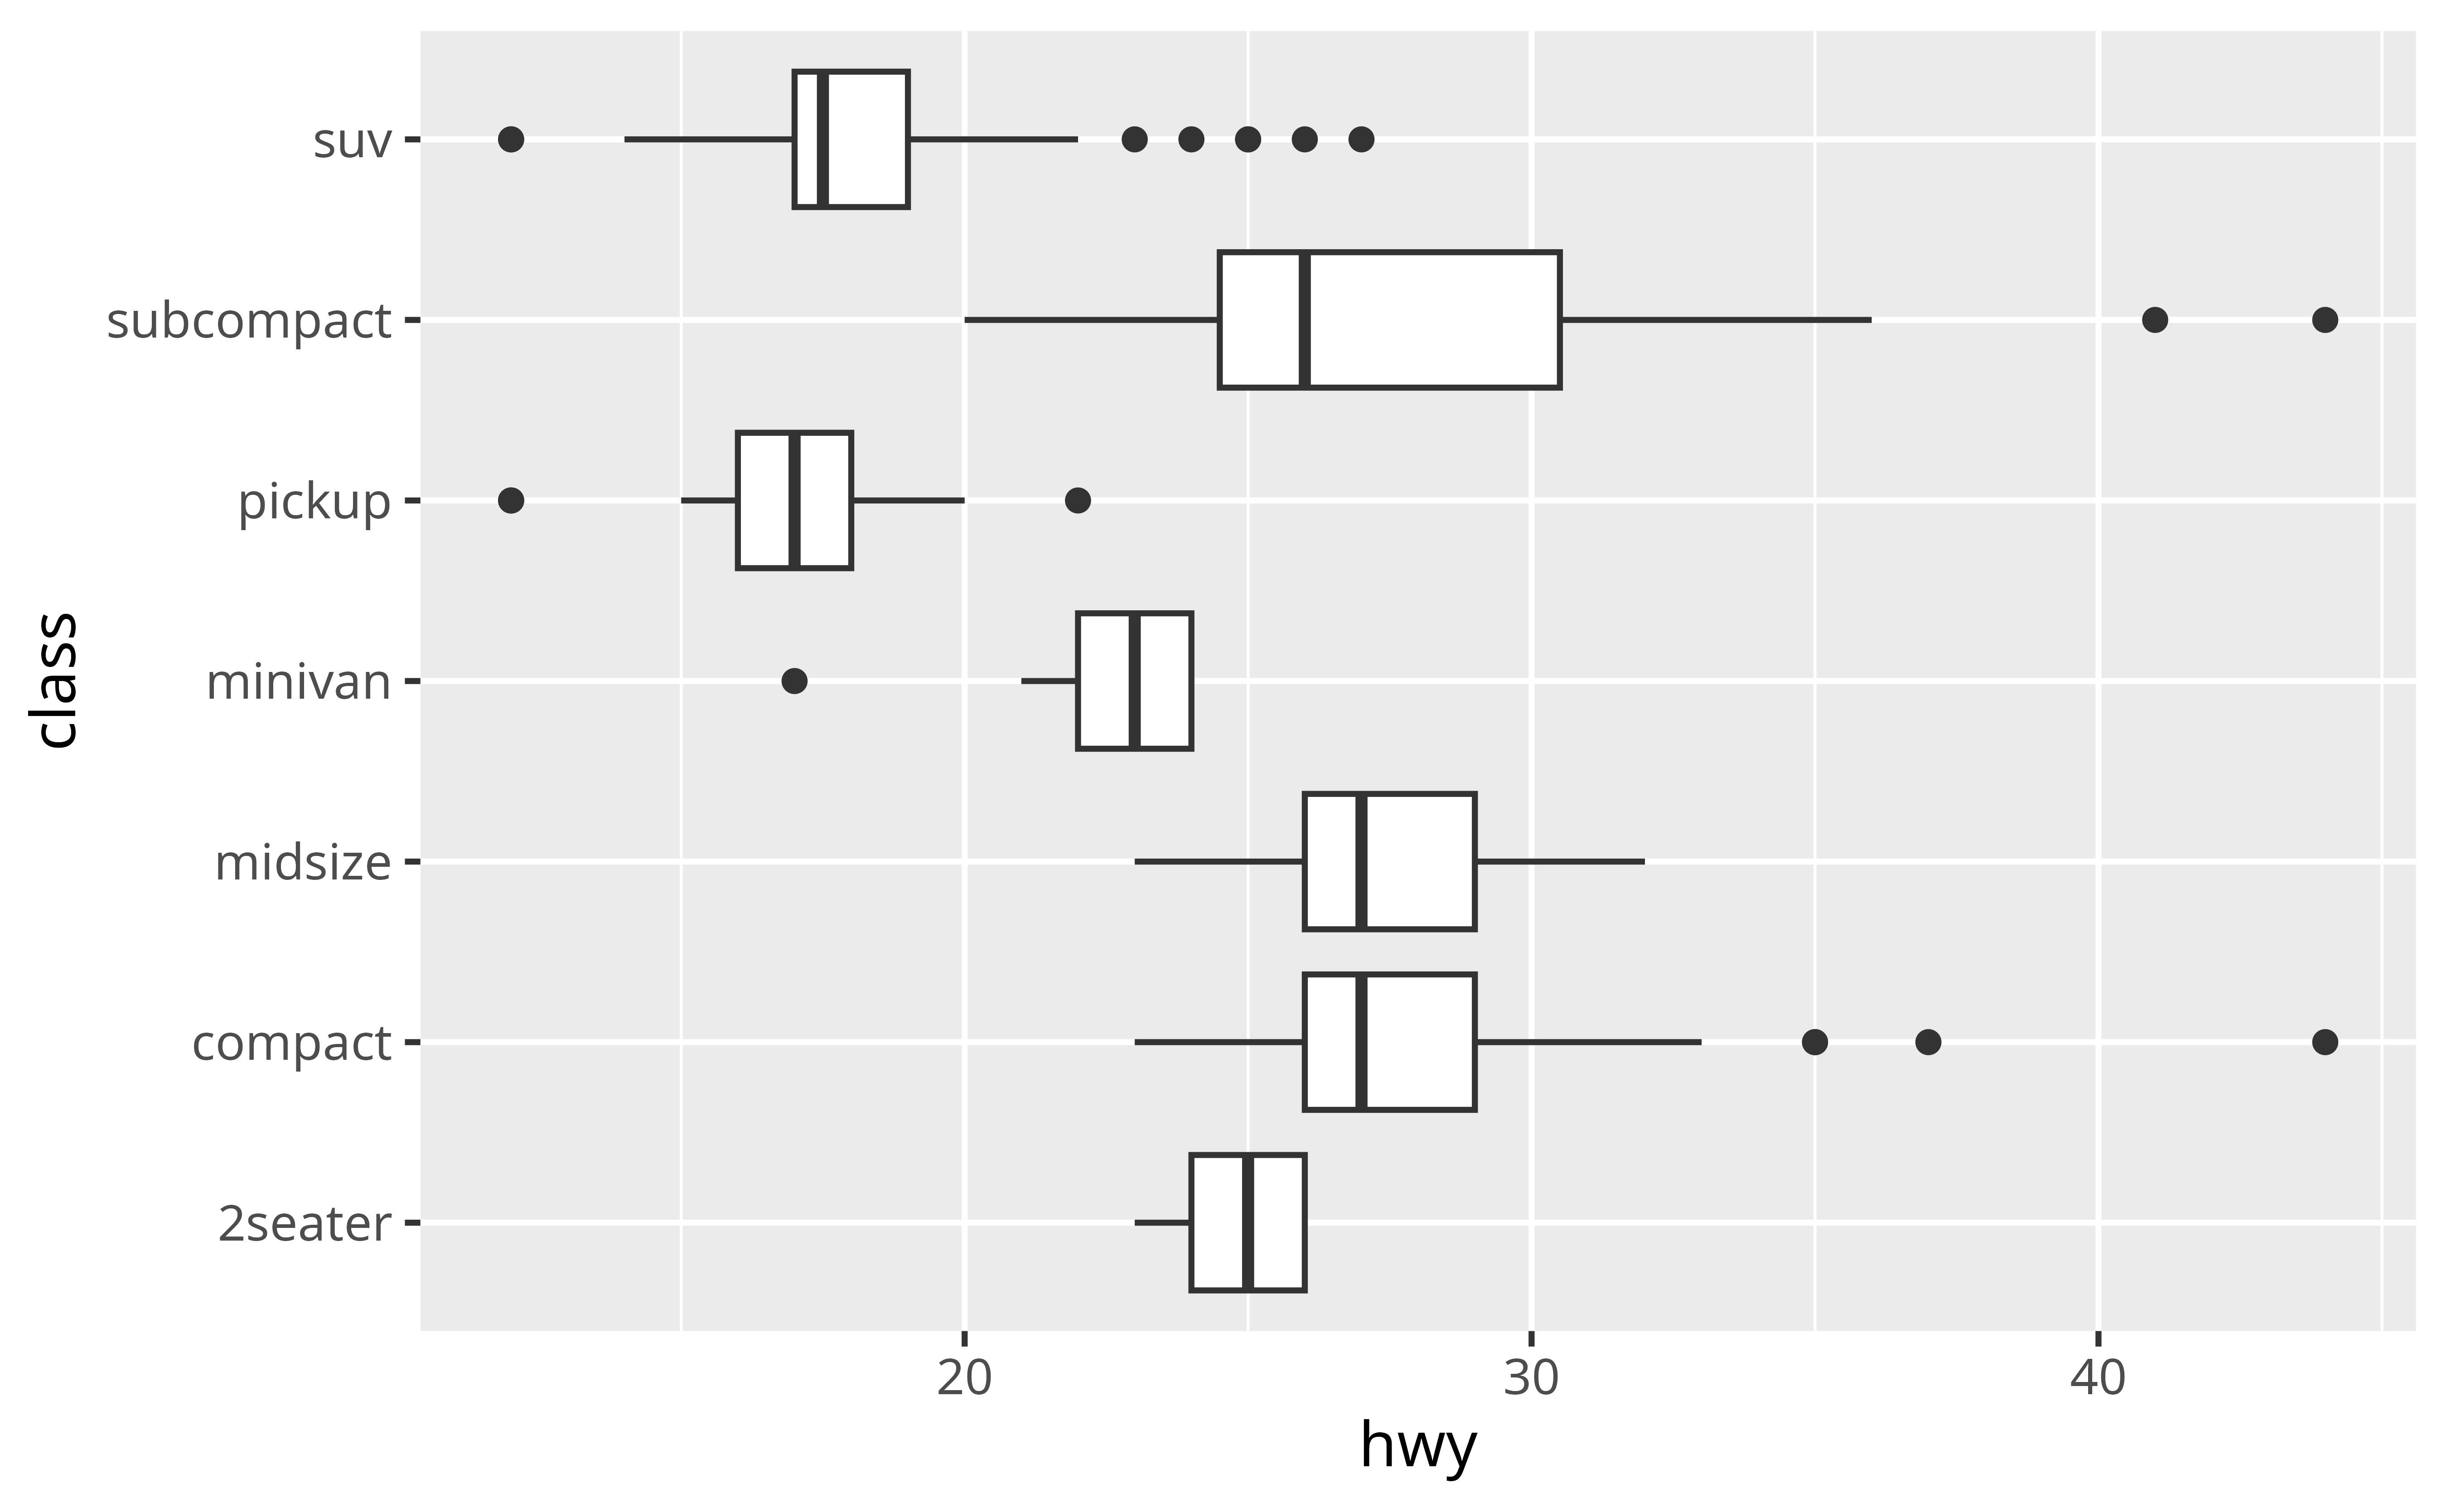 suv
subcompact
pickup
minivan
midsize
compact
2seater
class
20 30 40
hwy